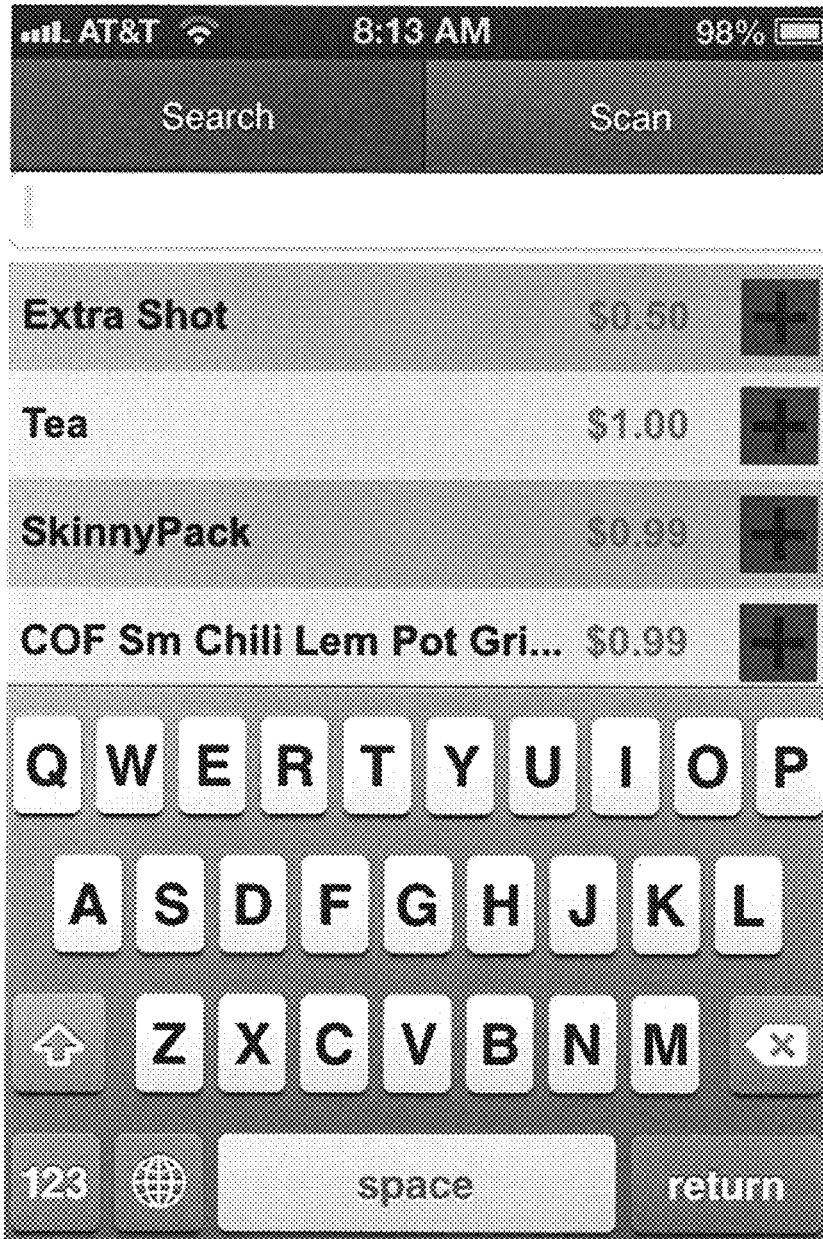 AT&T 8:13 AM 98%
Search Scan
Extra Shot $0.50
Tea $1.00
SkinnyPack $0.99
COF Sm Chili Lem Pot Gri... $0.99
Q W E R T Y U I O P
A S D F G H J K L
Z X C V B N M
123 space return